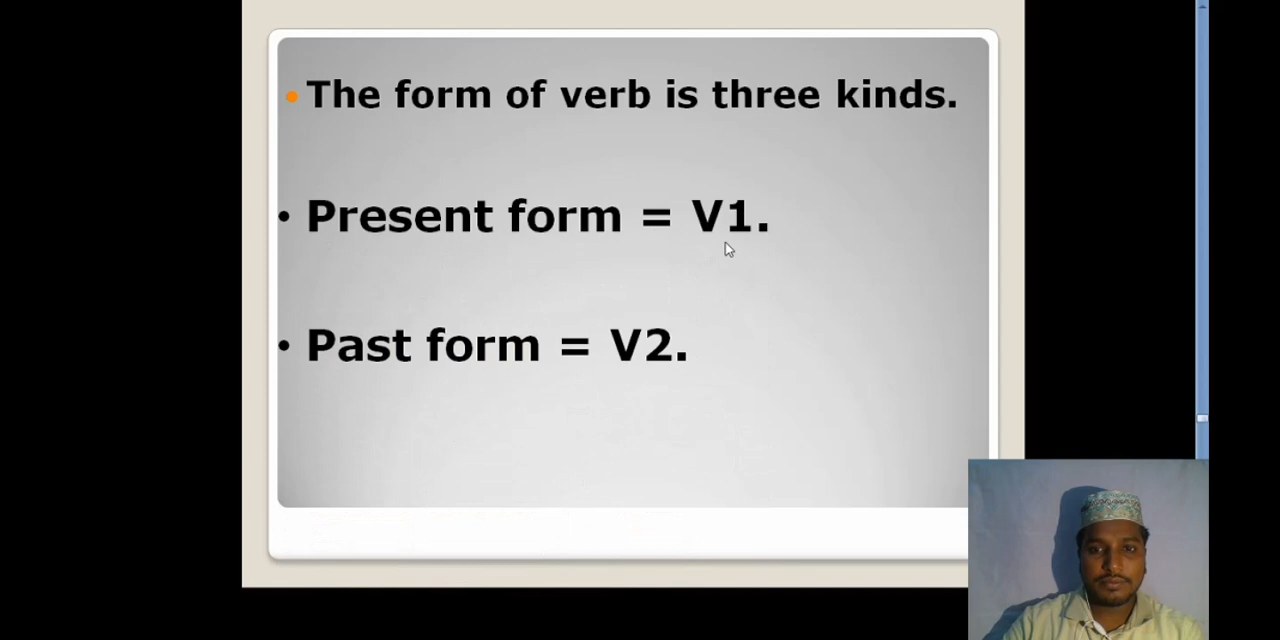 The form of verb is three kinds.
Present form = V1.
Past form = V2.